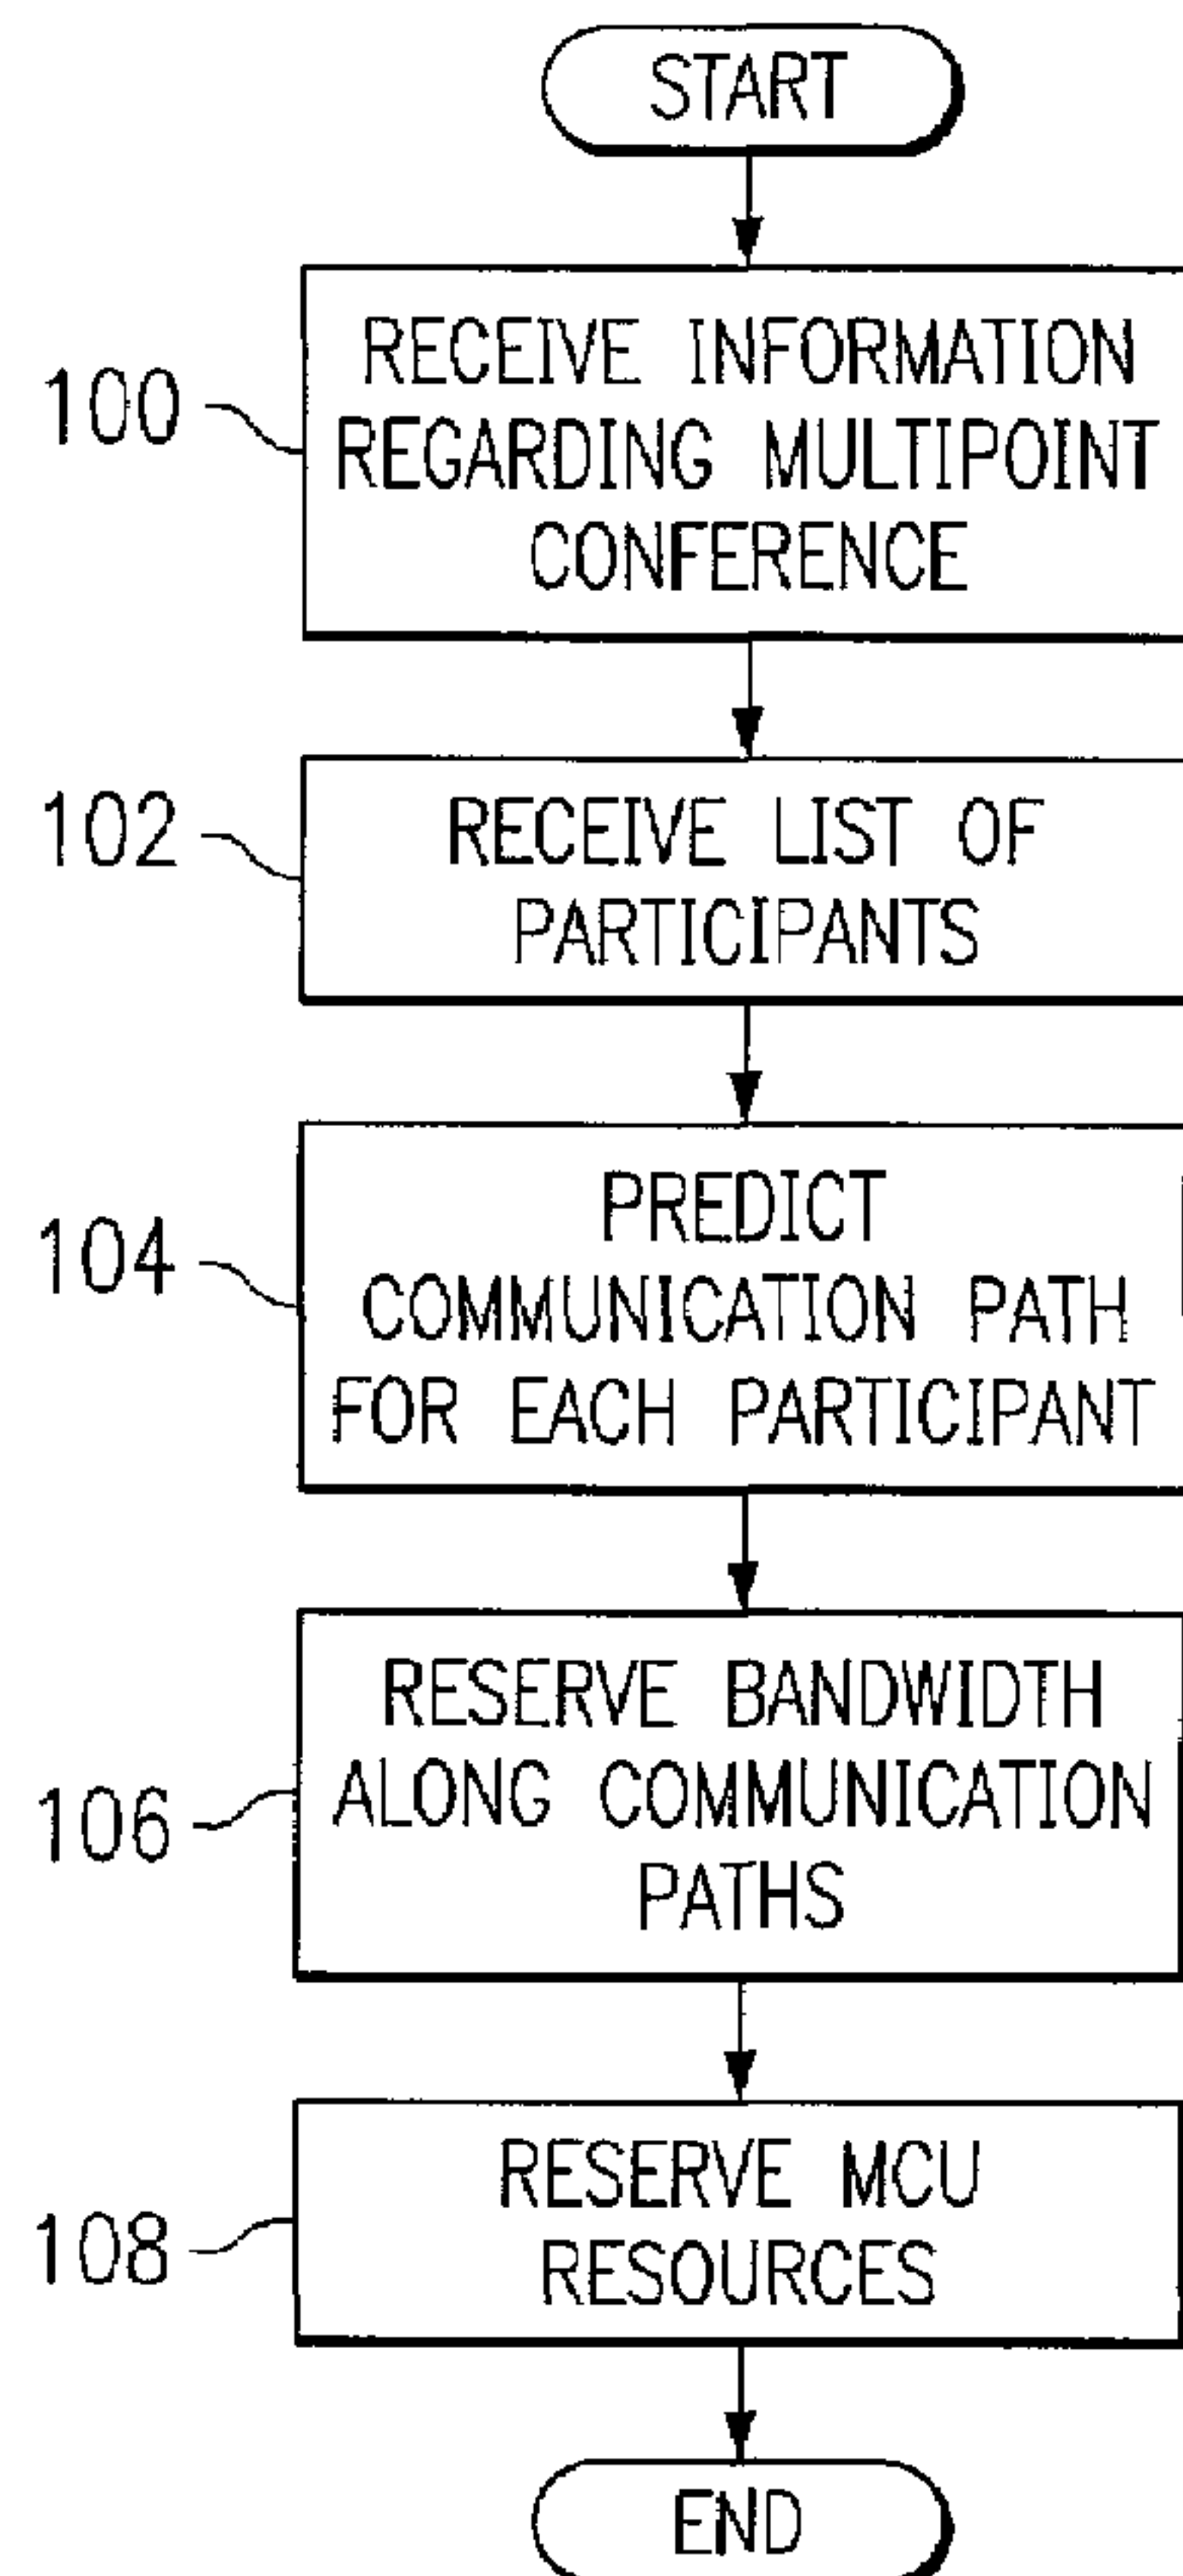 START
100
RECEIVE INFORMATION
REGARDING MULTIPOINT
CONFERENCE
102
RECEIVE LIST OF
PARTICIPANTS
104
PREDICT
COMMUNICATION PATH
FOR EACH PARTICIPANT
106
RESERVE BANDWIDTH
ALONG COMMUNICATION
PATHS
108
RESERVE MCU
RESOURCES
END